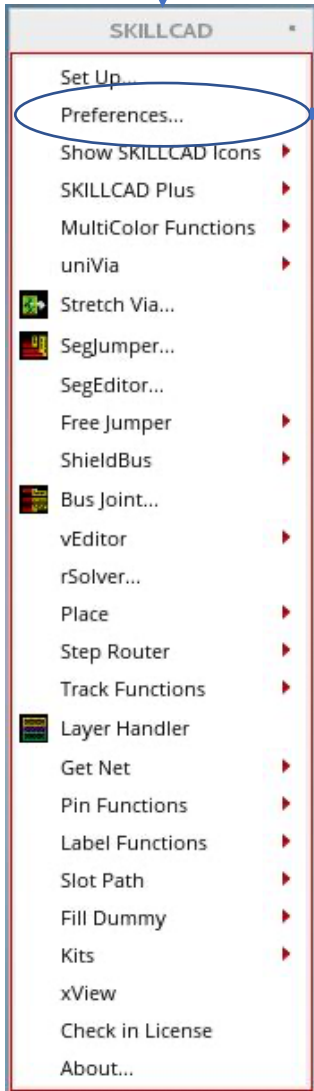 SKILLCAD
Set Up...
Preferences...
Show SKILLCAD Icons
SKILLCAD Plus
MultiColor Functions
uniVia
Stretch Via...
SegJumper...
SegEditor...
Free Jumper
ShieldBus
Bus Joint...
vEditor
rSolver...
Place
Step Router
Track Functions
Layer Handler
Get Net
Pin Functions
Label Functions
Slot Path
Fill Dummy
Kits
xView
Check in License
About...